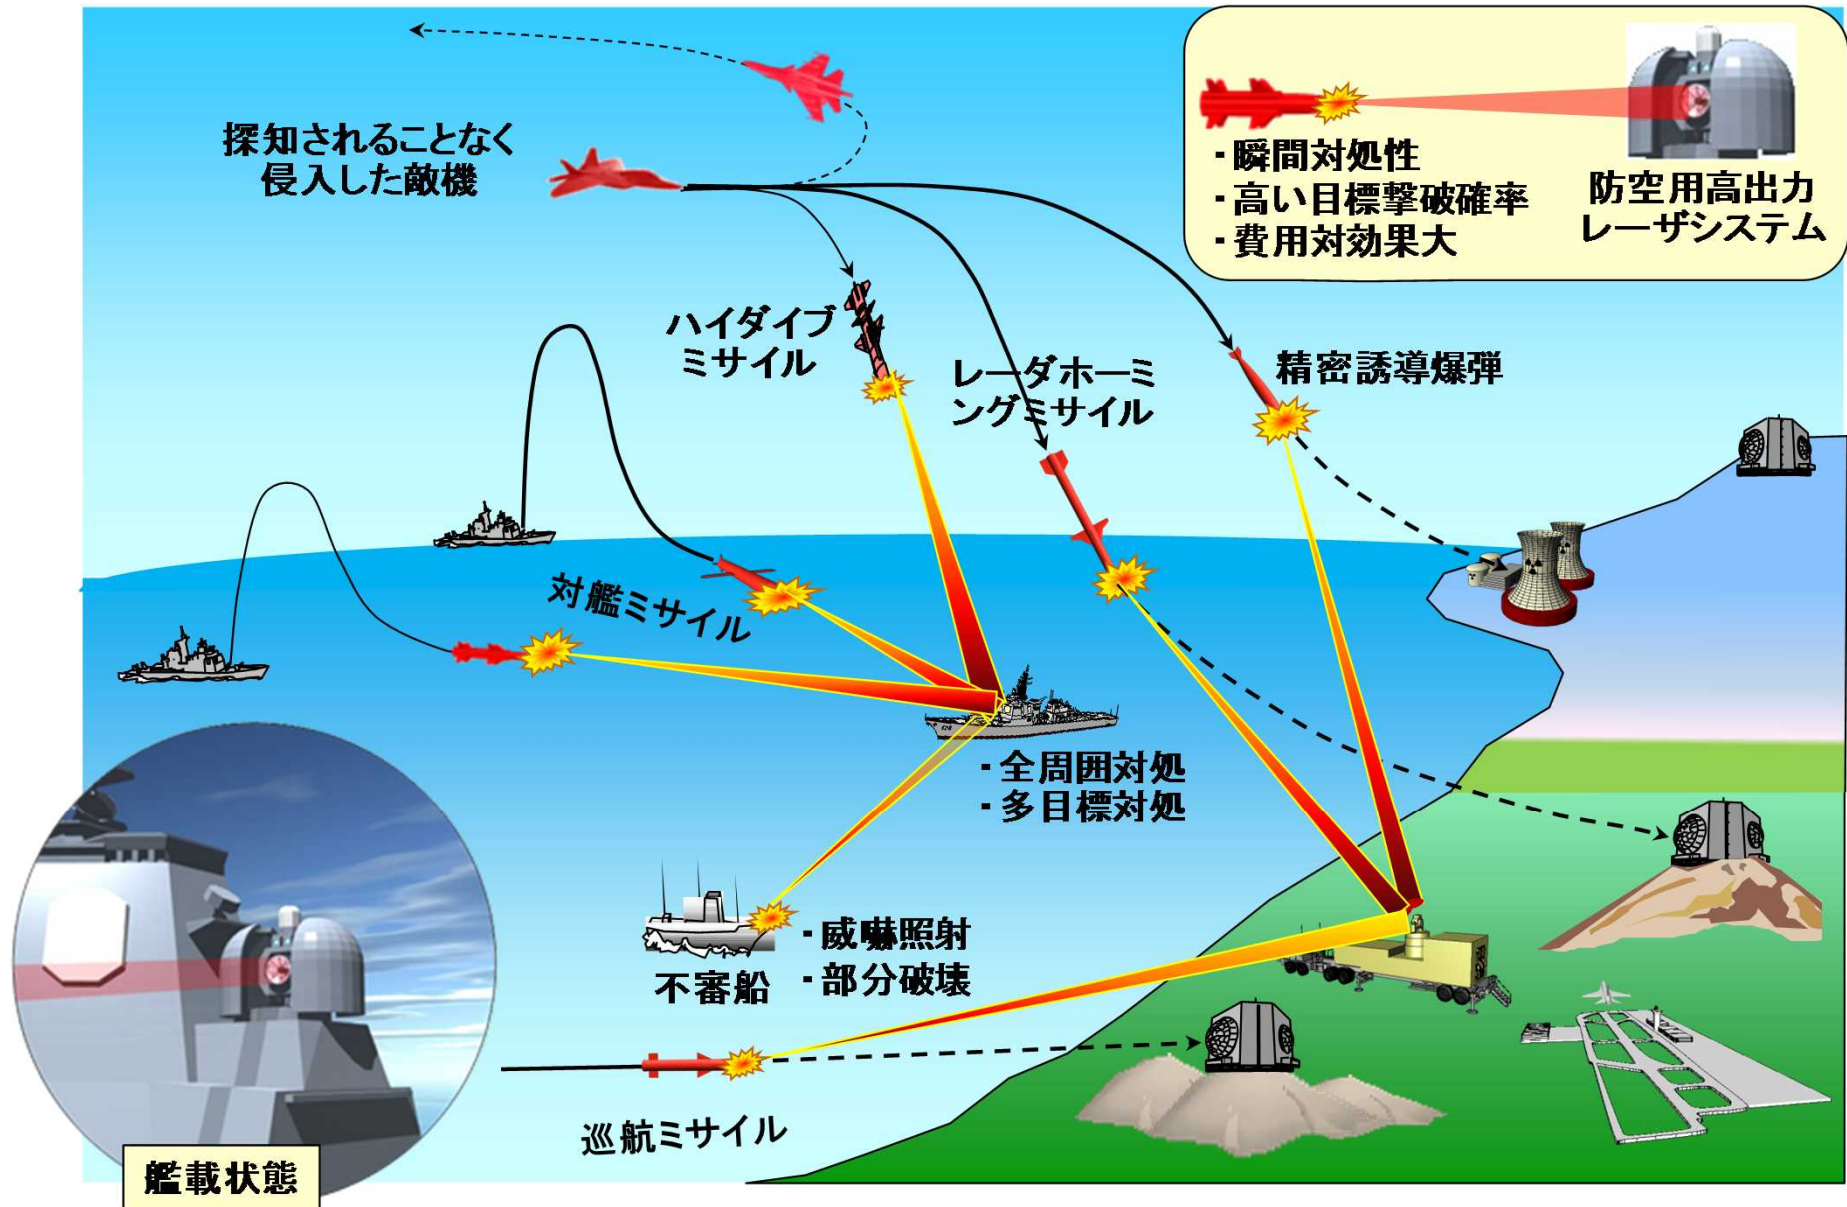 探知されることなく
侵入した敵機
・瞬間対処性
・高い目標撃破確率
・費用対効果大
防空用高出力
レーザシステム
ハイダイブ
ミサイル
レーダホーミ
ングミサイル
精密誘導爆弾
対艦ミサイル
・全周囲対処
・多目標対処
不審船
・威嚇照射
・部分破壊
巡航ミサイル
艦載状態